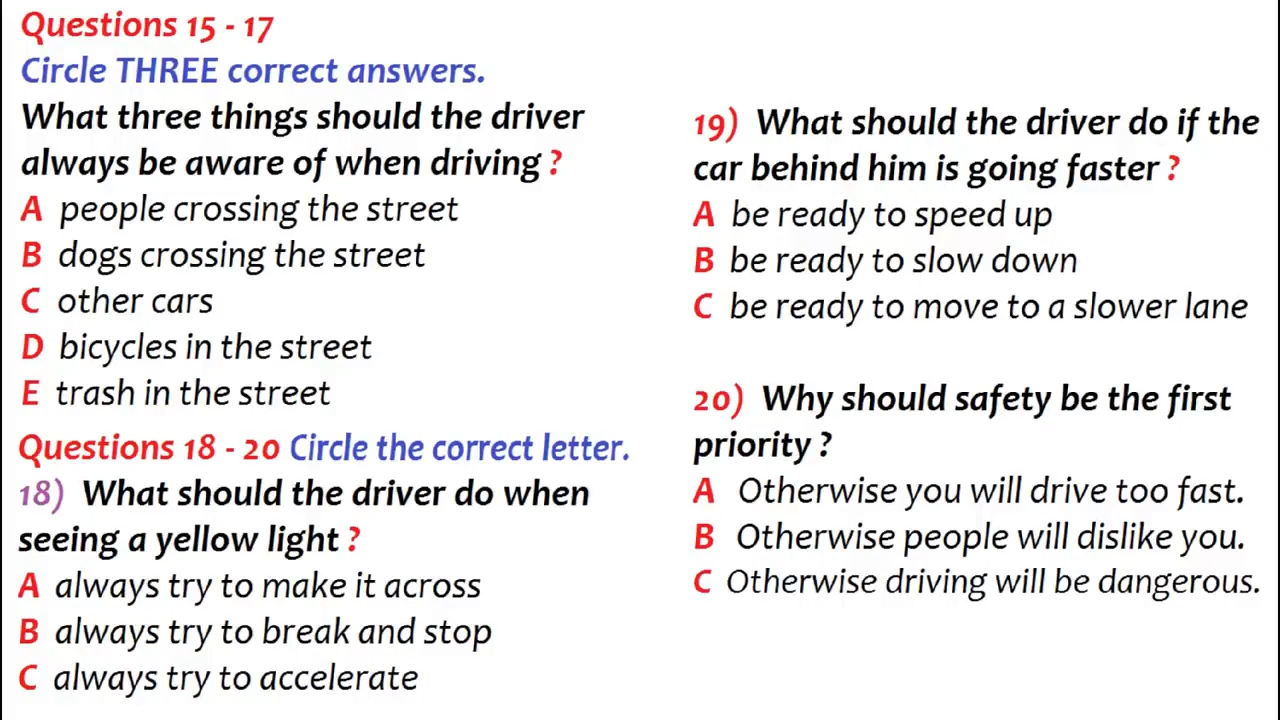 Questions 15 - 17
Circle THREE correct answers.
What three things should the driver
always be aware of when driving ?
A people crossing the street
B dogs crossing the street
C other cars
D bicycles in the street
E trash in the street
Questions 18 - 20 Circle the correct letter.
18) What should the driver do when
seeing a yellow light ?
A always try to make it across
B always try to break and stop
C always try to accelerate
19) What should the driver do if the
car behind him is going faster ?
A be ready to speed up
B be ready to slow down
C be ready to move to a slower lane
20) Why should safety be the first
priority ?
A Otherwise you will drive too fast.
B Otherwise people will dislike you.
C Otherwise driving will be dangerous.